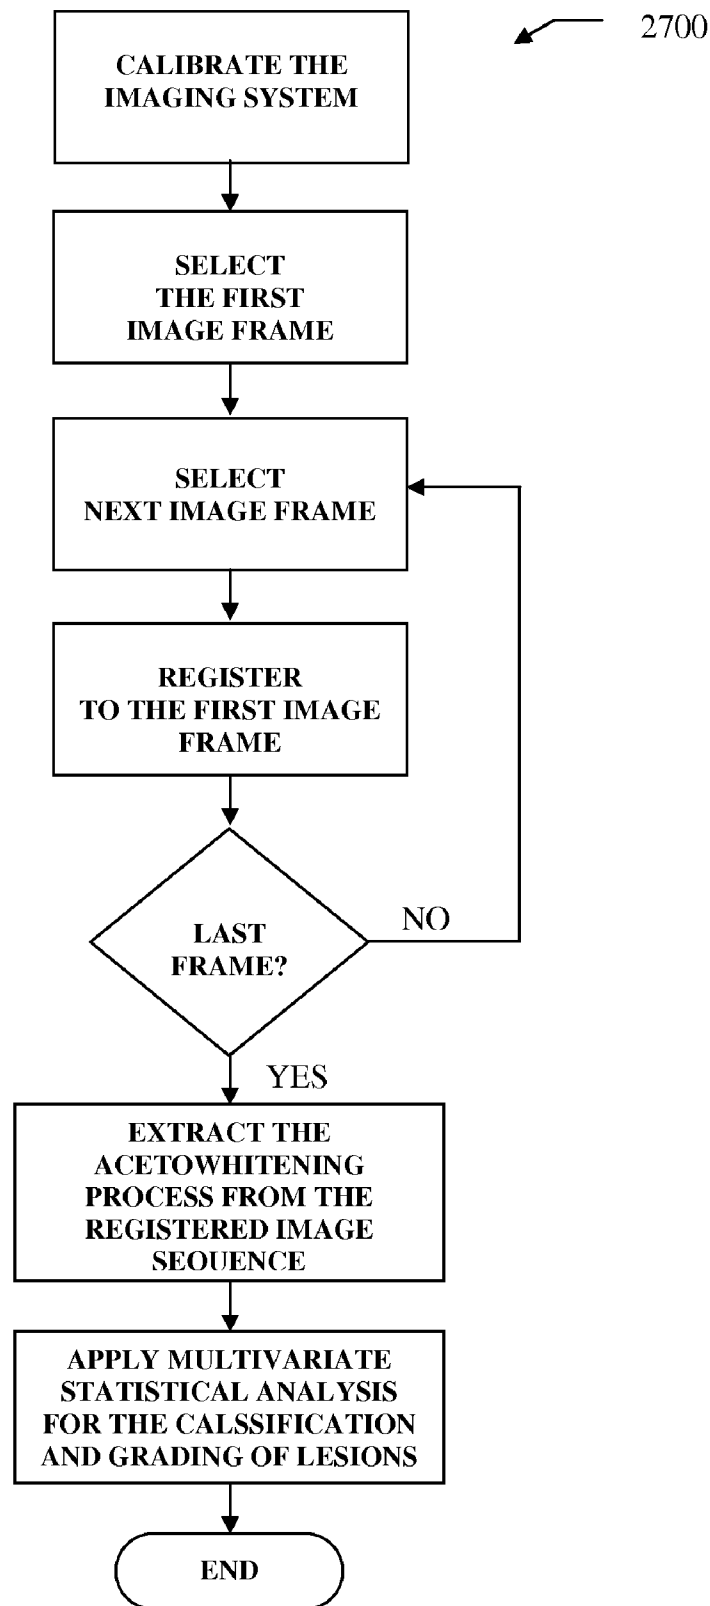 2700
CALIBRATE THE
IMAGING SYSTEM
SELECT
THE FIRST
IMAGE FRAME
SELECT
NEXT IMAGE FRAME
REGISTER
TO THE FIRST IMAGE
FRAME
LAST
FRAME?
NO
YES
EXTRACT THE
ACETOWHITENING
PROCESS FROM THE
REGISTERED IMAGE
SEQUENCE
APPLY MULTIVARIATE
STATISTICAL ANALYSIS
FOR THE CALSSIFICATION
AND GRADING OF LESIONS
END